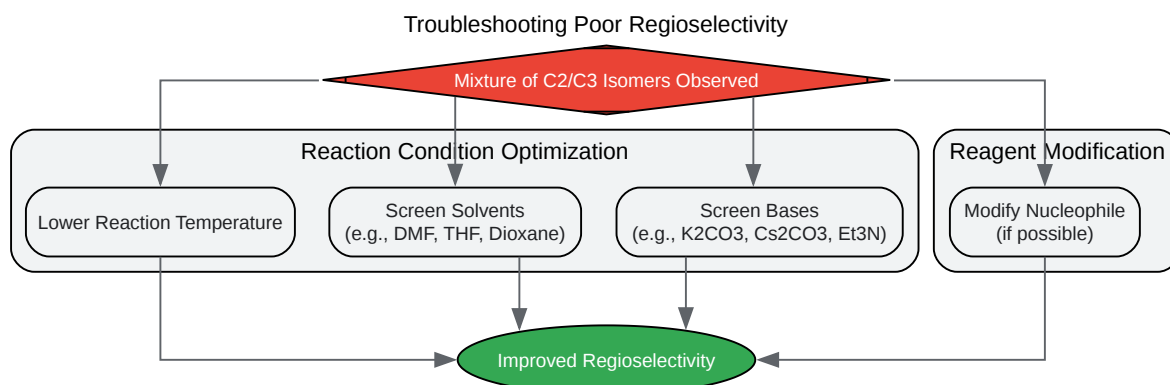 Troubleshooting Poor Regioselectivity
Mixture of C2/C3 Isomers Observed
Reaction Condition Optimization
Reagent Modification
Lower Reaction Temperature
Screen Solvents
(e.g., DMF, THF, Dioxane)
Screen Bases
(e.g., K2CO3, Cs2CO3, Et3N)
Modify Nucleophile
(if possible)
Improved Regioselectivity